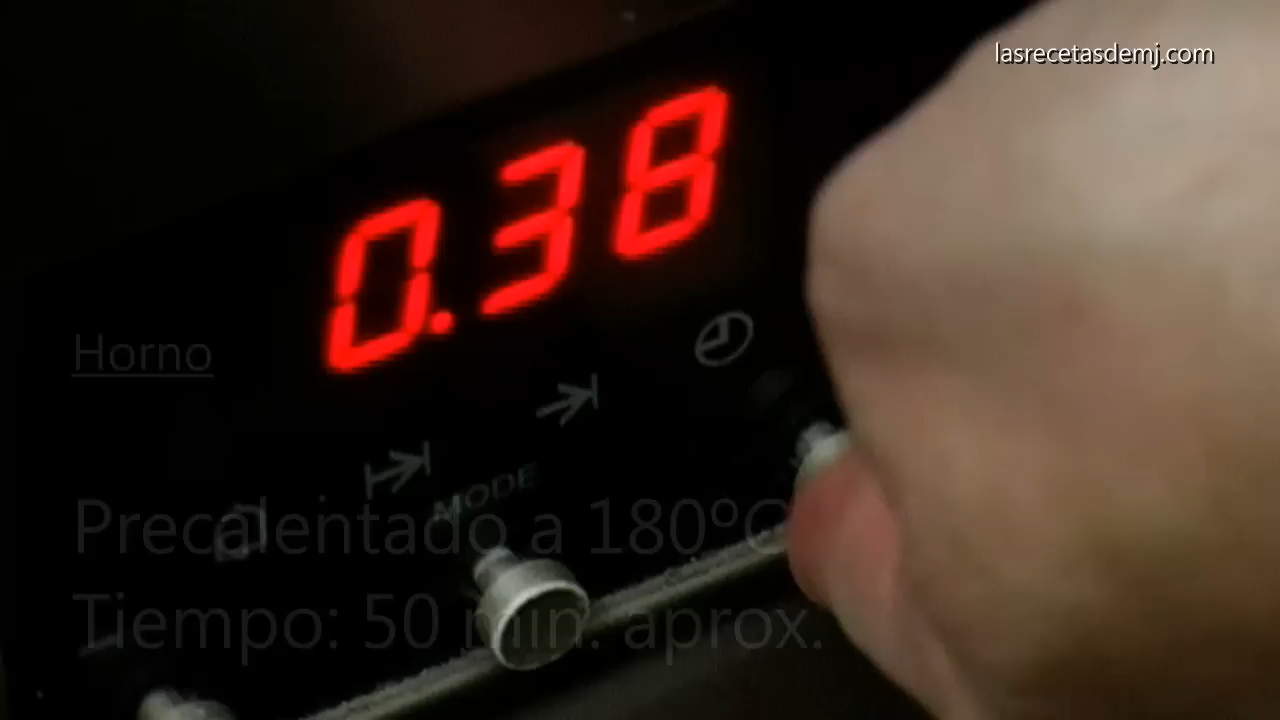 lasrecetasdemj.com
0.38
Horno
MODE
Precalentado a 180ºC
Tiempo: 50 min. aprox.